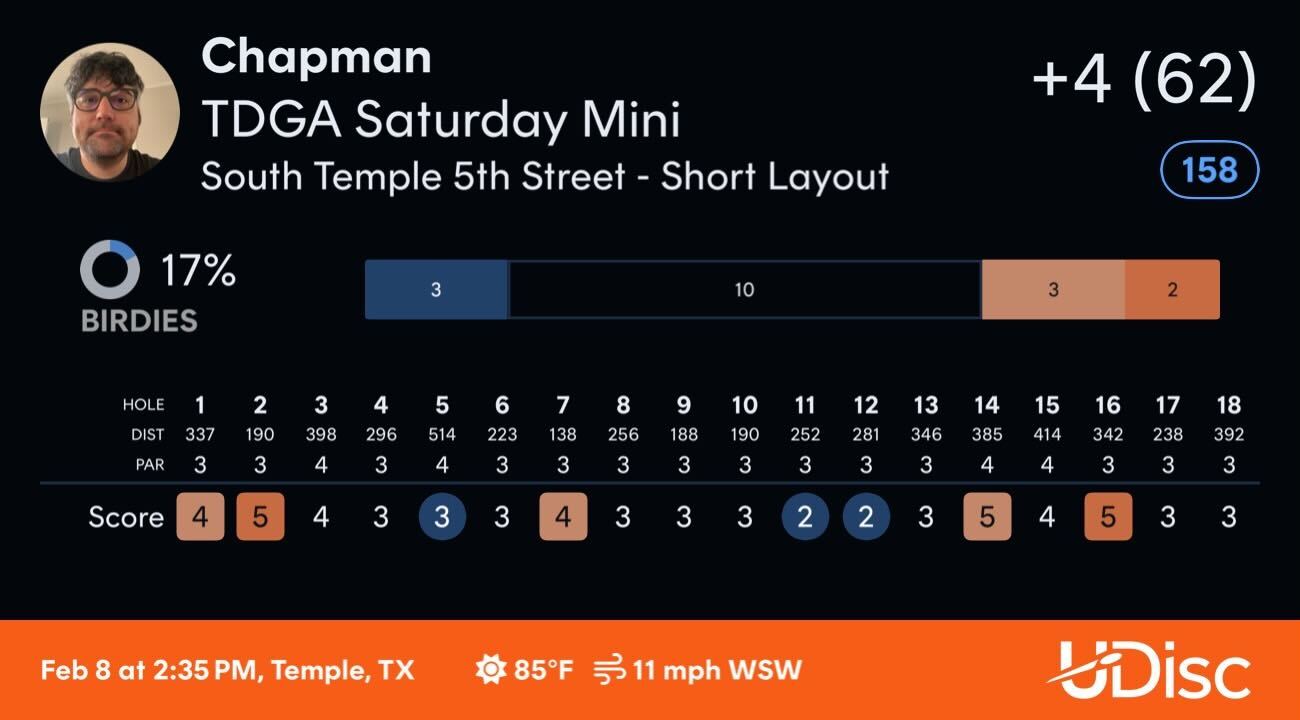 Chapman
TDGA Saturday Mini
South Temple 5th Street - Short Layout
+4 (62)
158
17%
BIRDIES
3 10 3 2
HOLE 1 2 3 4 5 6 7 8 9 10 11 12 13 14 15 16 17 18
DIST 337 190 398 296 514 223 138 256 188 190 252 281 346 385 414 342 238 392
PAR 3 3 4 3 4 3 3 3 3 3 3 3 3 4 4 3 3 3
Score 4 5 4 3 3 3 4 3 3 3 2 2 3 5 4 5 3 3
Feb 8 at 2:35 PM, Temple, TX 85°F 11 mph WSW
UDisc